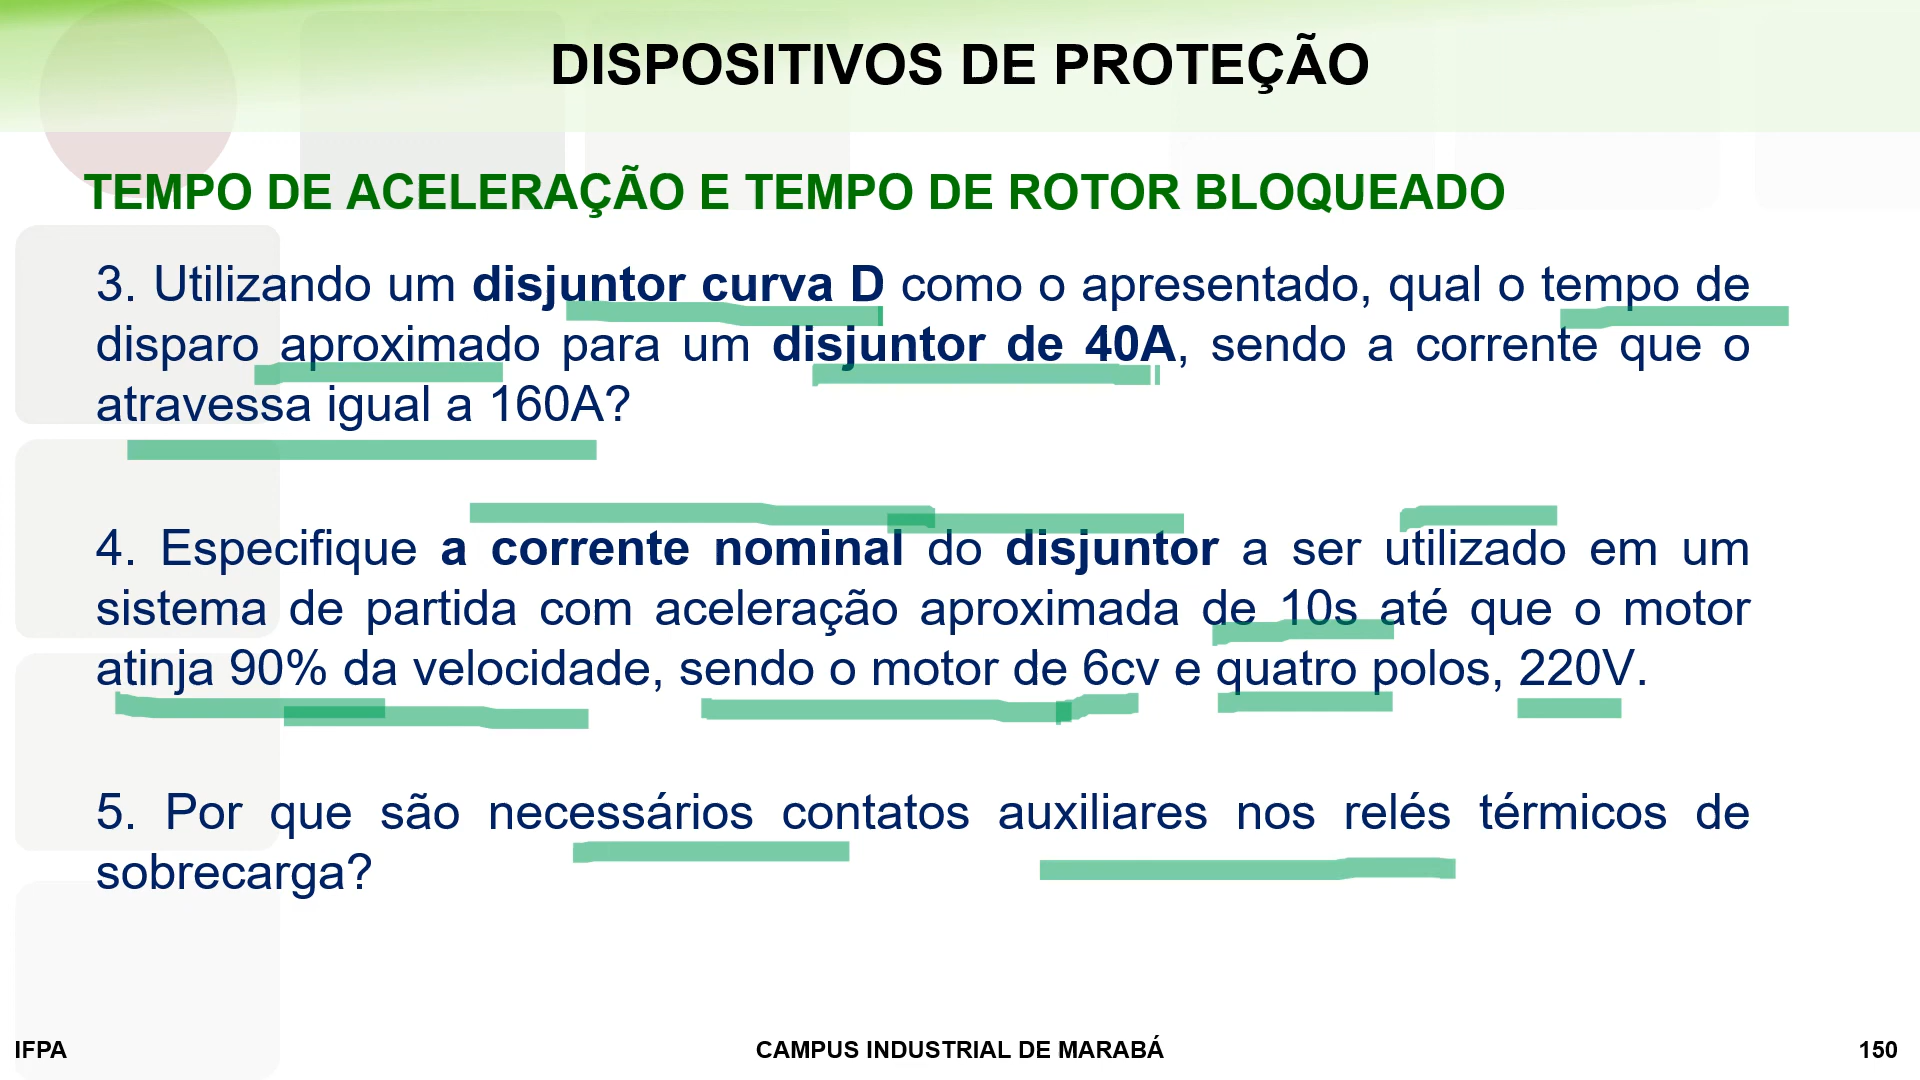 DISPOSITIVOS DE PROTEÇÃO
TEMPO DE ACELERAÇÃO E TEMPO DE ROTOR BLOQUEADO
3. Utilizando um disjuntor curva D como o apresentado, qual o tempo de
disparo aproximado para um disjuntor de 40A, sendo a corrente que o
atravessa igual a 160A?
4. Especifique a corrente nominal do disjuntor a ser utilizado em um
sistema de partida com aceleração aproximada de 10s até que o motor
atinja 90% da velocidade, sendo o motor de 6cv e quatro polos, 220V.
5. Por que são necessários contatos auxiliares nos relés térmicos de
sobrecarga?
IFPA
CAMPUS INDUSTRIAL DE MARABÁ
150